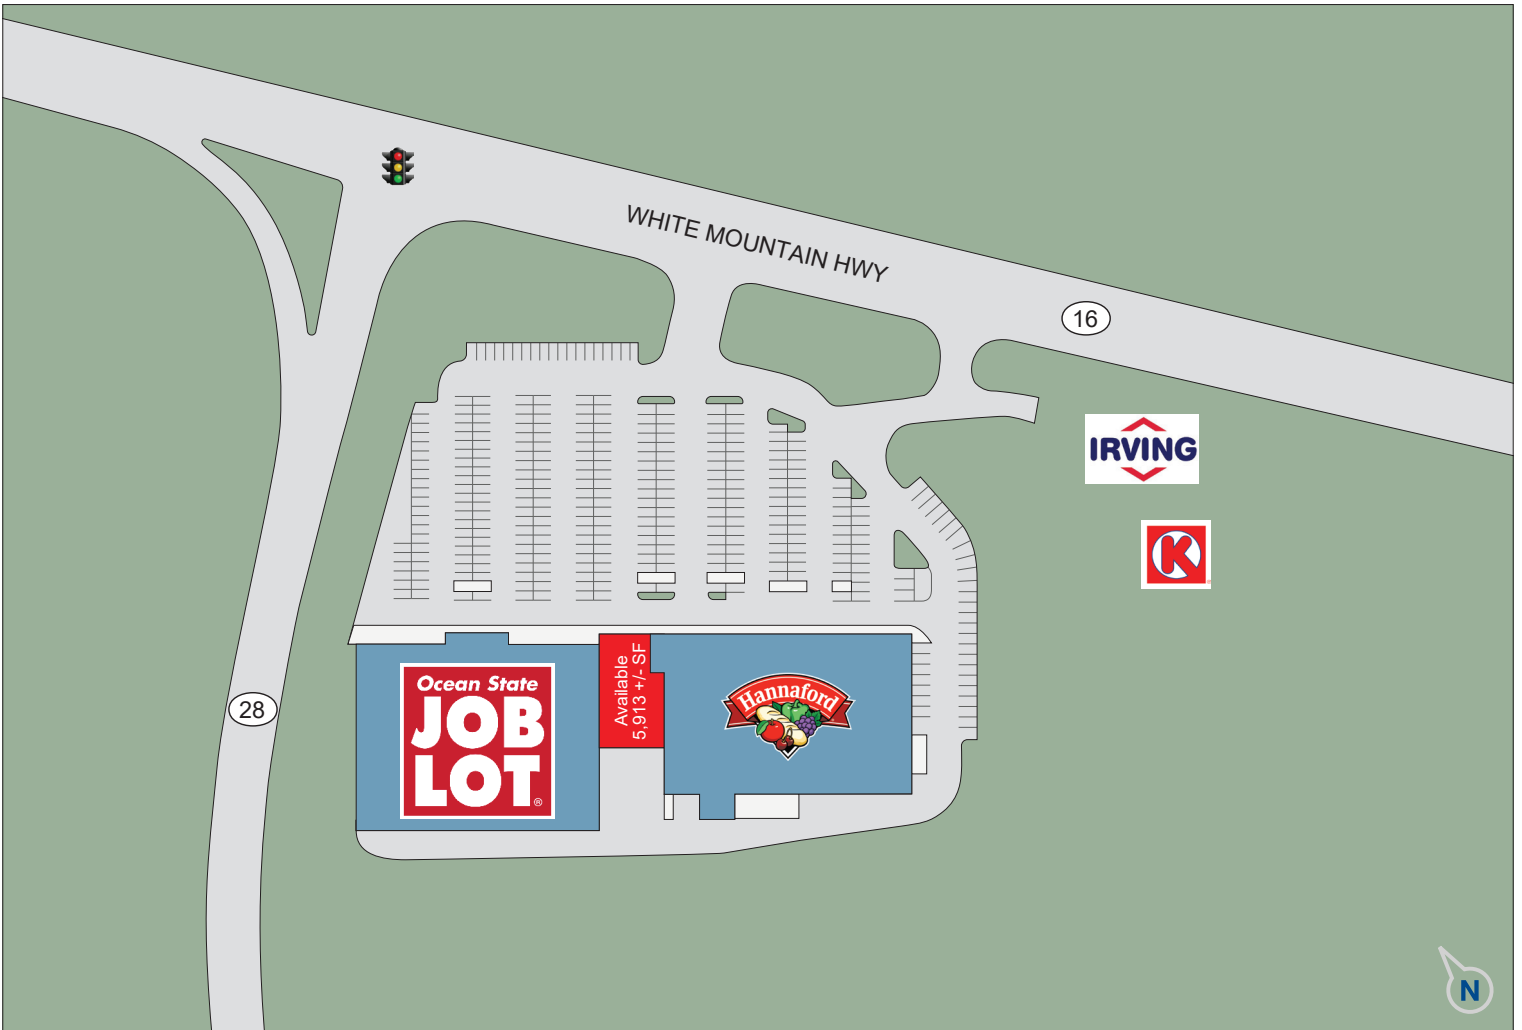 WHITE MOUNTAIN HWY
16
IRVING
K
Available
5,913 +/- SF
Ocean State
JOB
LOT®
Hannaford
28
N